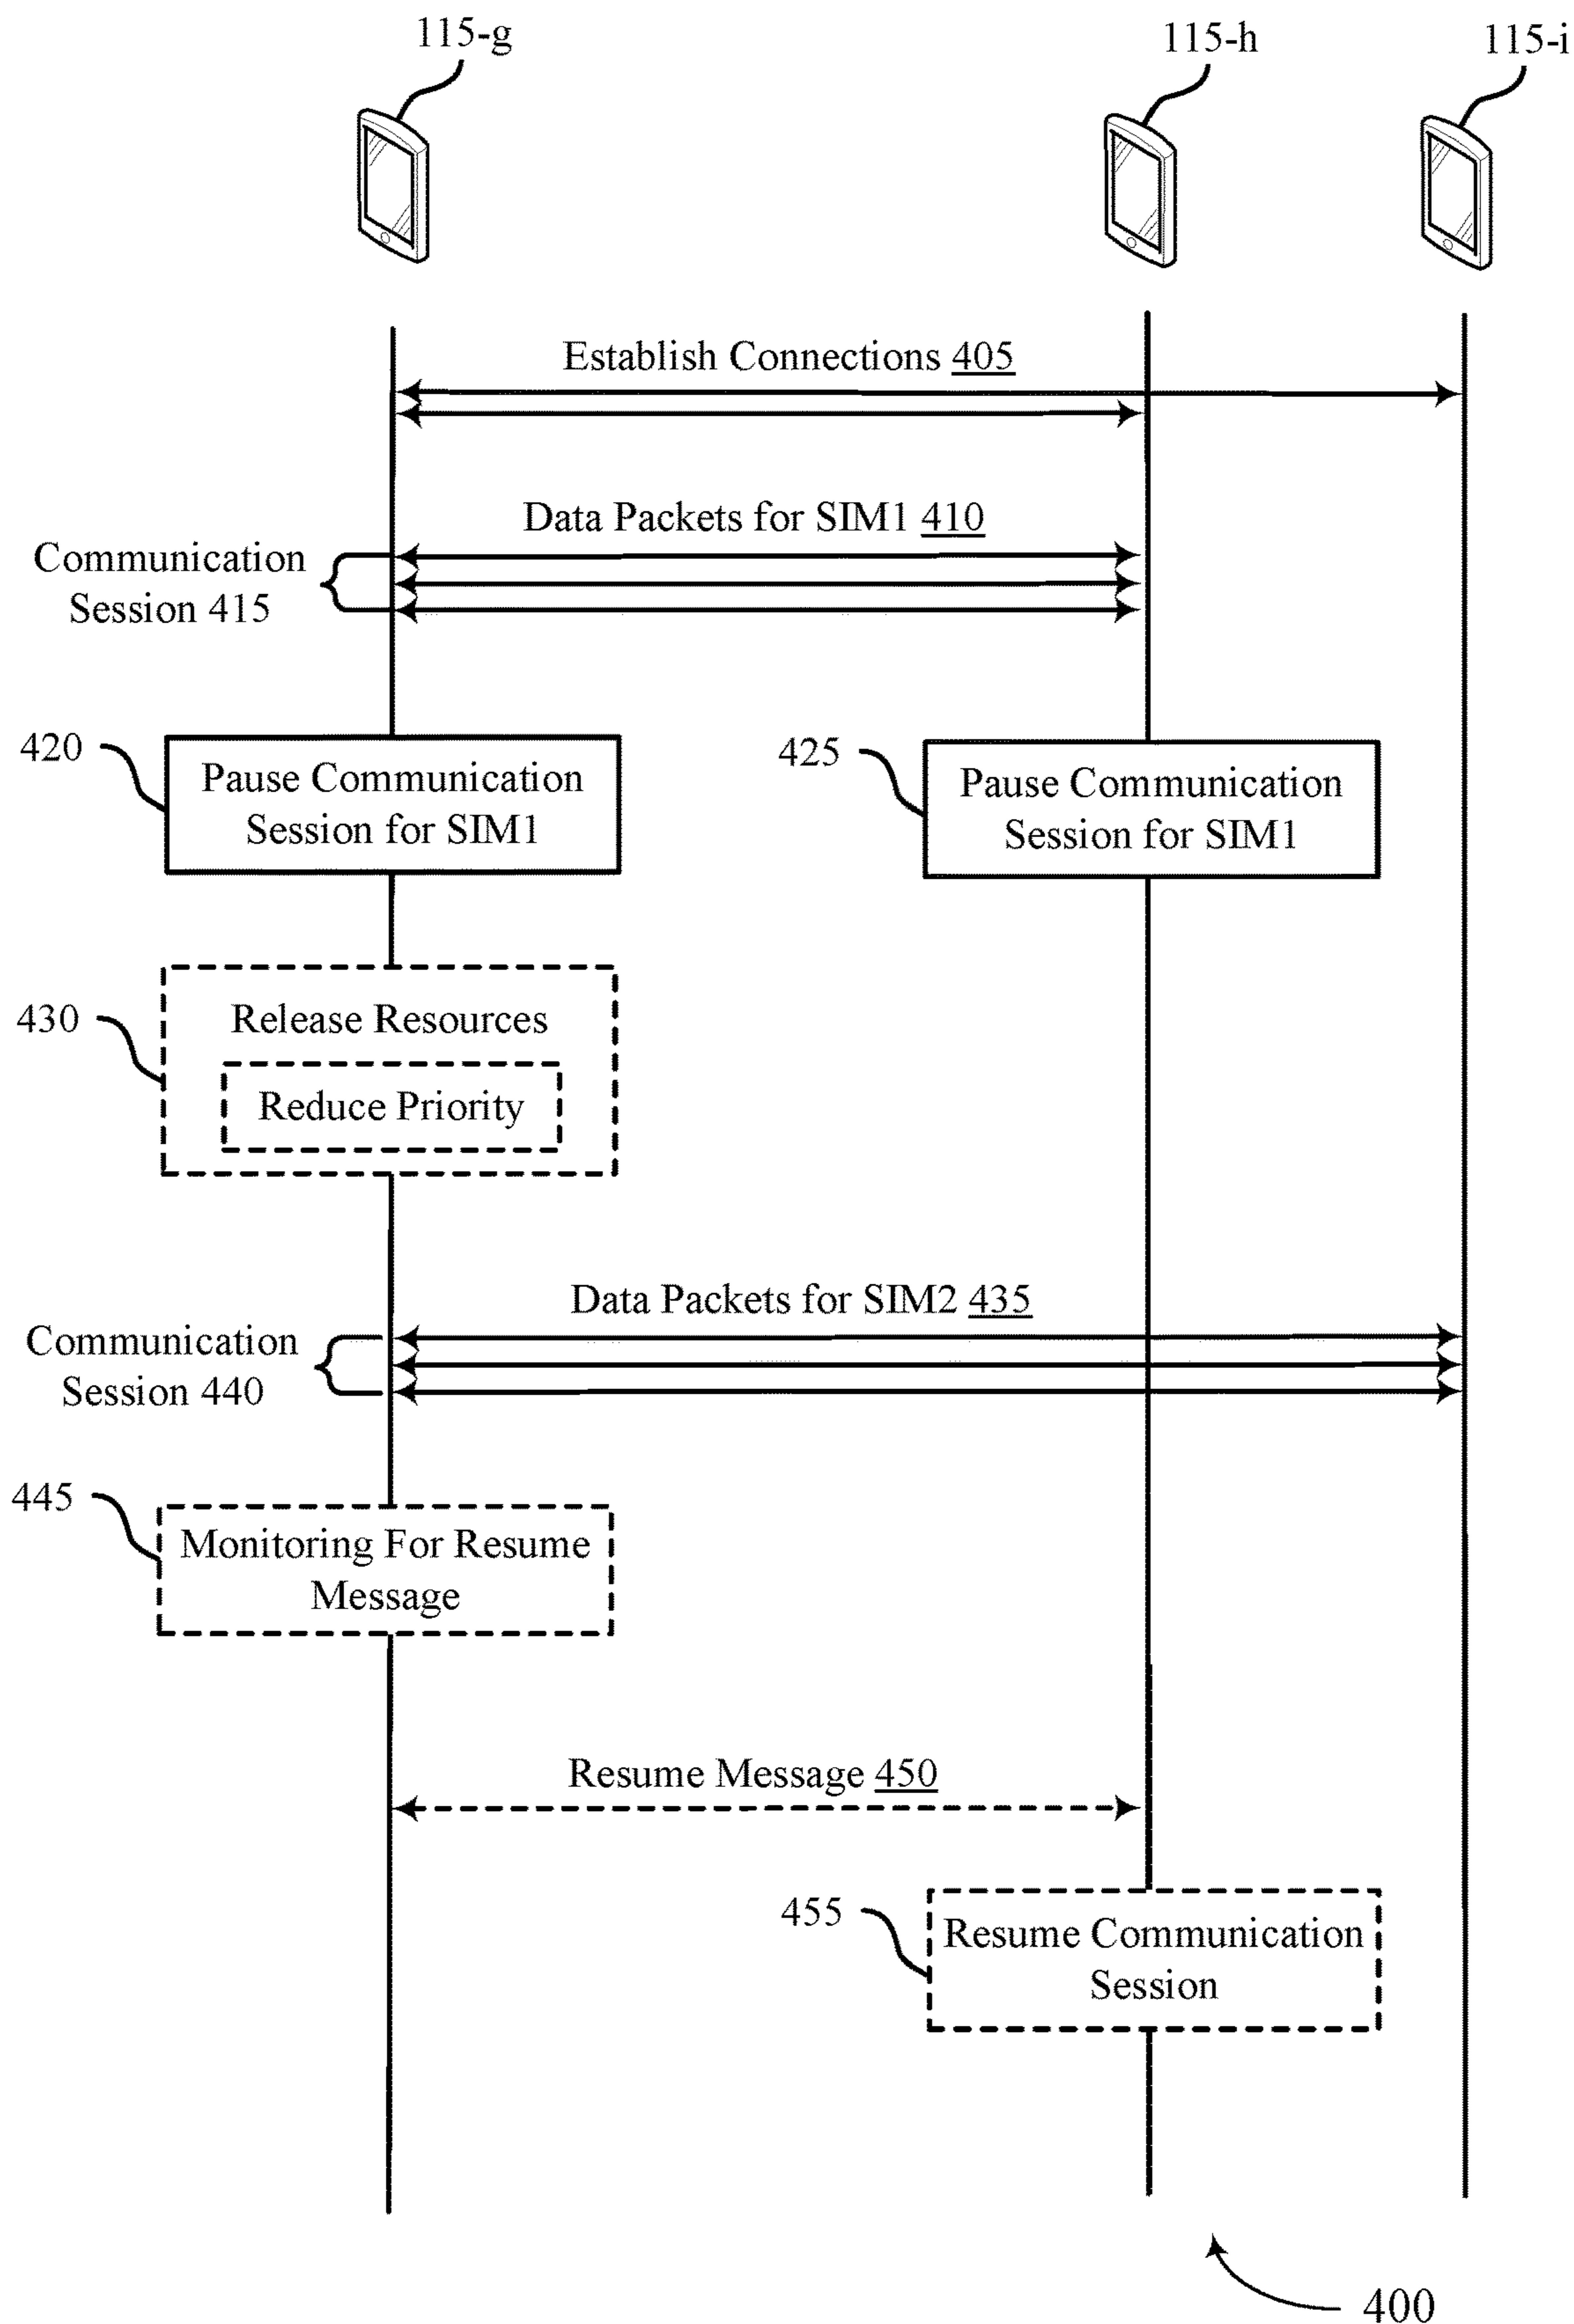 115-g
115-h
115-i
Establish Connections 405
Data Packets for SIM1 410
Communication
Session 415
420
Pause Communication
Session for SIM1
425
Pause Communication
Session for SIM1
430
Release Resources
Reduce Priority
Data Packets for SIM2 435
Communication
Session 440
445
Monitoring For Resume
Message
Resume Message 450
455
Resume Communication
Session
400